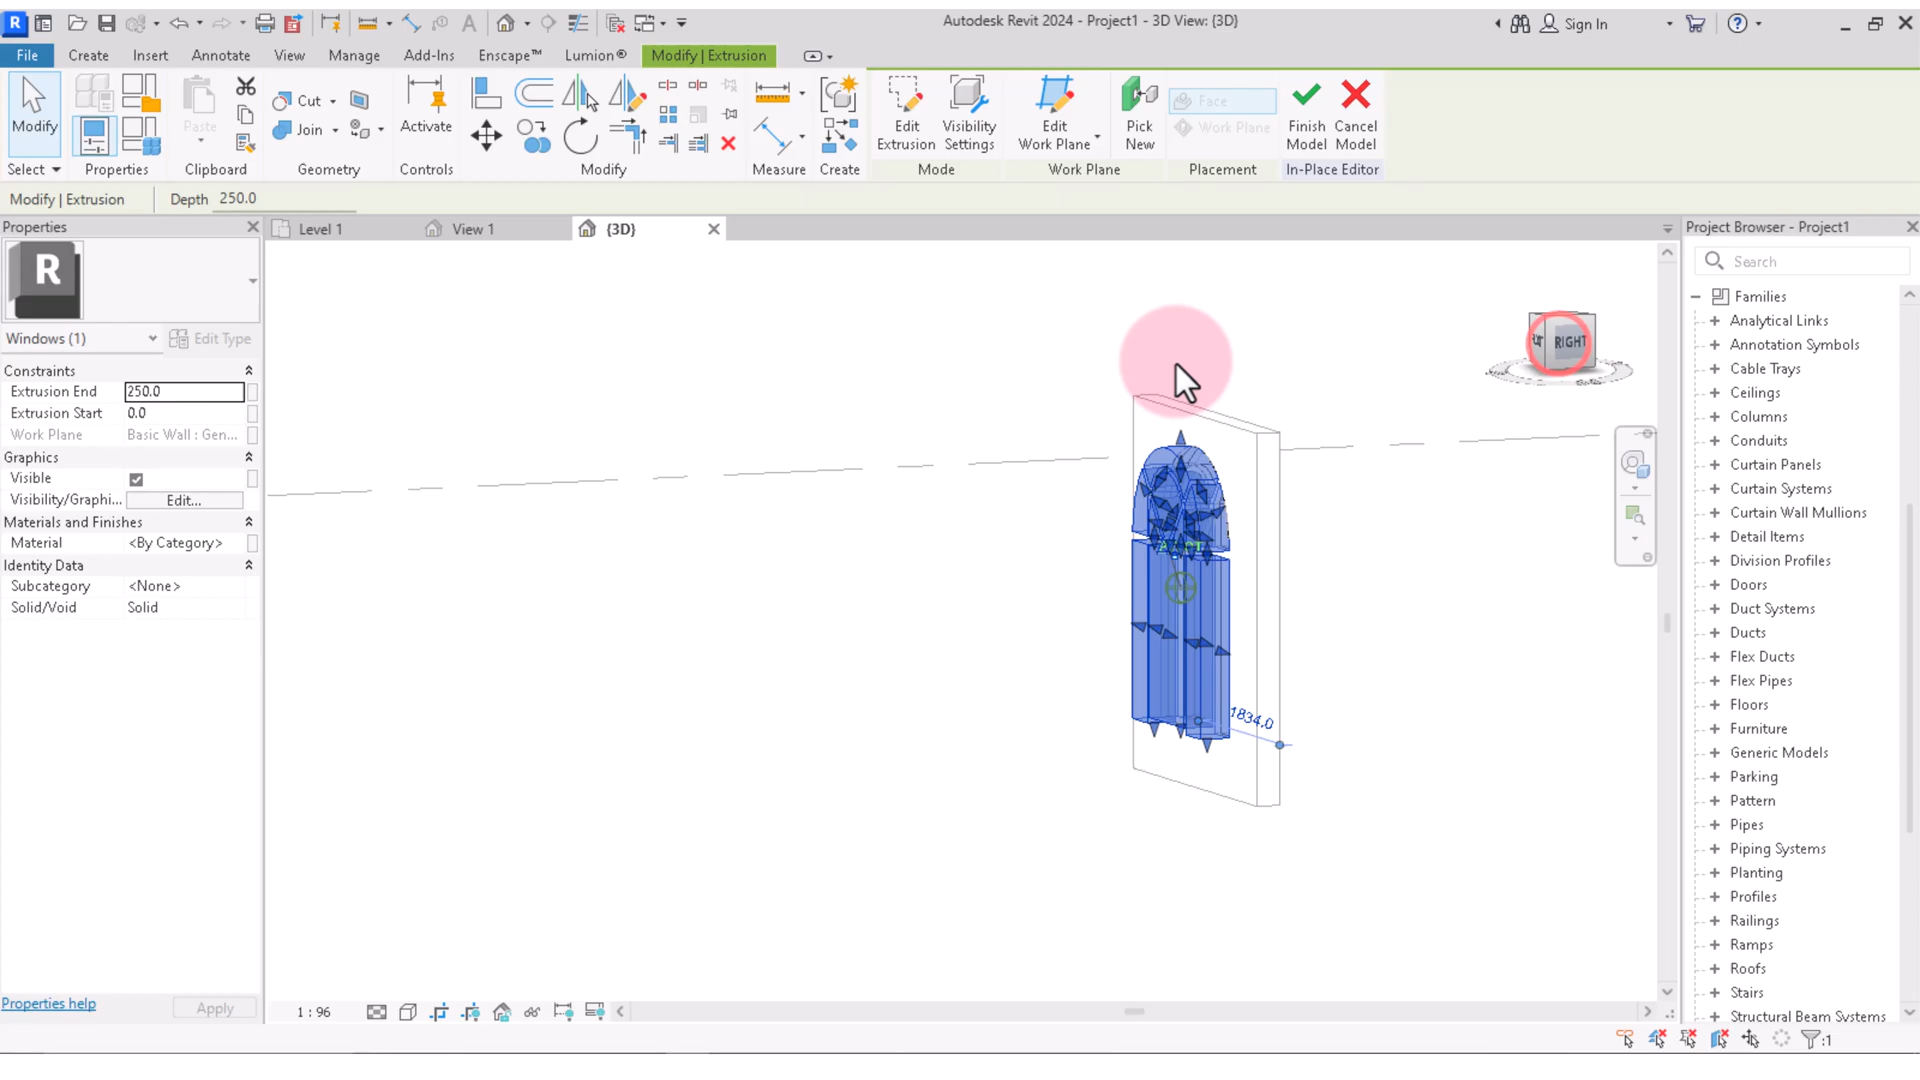 Autodesk Revit 2024 - Project1 - 3D View: {3D}
Sign In
File Create Insert Annotate View Manage Add-Ins Enscape™ Lumion® Modify | Extrusion
Modify
Paste
Cut
Join
Activate
Edit Extrusion
Visibility Settings
Edit Work Plane
Pick New
Face
Work Plane
Finish Model
Cancel Model
Select Properties Clipboard Geometry Controls Modify Measure Create Mode Work Plane Placement In-Place Editor
Modify | Extrusion Depth 250.0
Properties
Level 1 View 1 {3D}
Project Browser - Project1
R
Search
Windows (1) Edit Type
Constraints
Extrusion End 250.0
Extrusion Start 0.0
Work Plane Basic Wall : Gen...
Graphics
Visible
Visibility/Graphi... Edit...
Materials and Finishes
Material <By Category>
Identity Data
Subcategory <None>
Solid/Void Solid
Properties help Apply
RIGHT
1834.0
1 : 96
Families
Analytical Links
Annotation Symbols
Cable Trays
Ceilings
Columns
Conduits
Curtain Panels
Curtain Systems
Curtain Wall Mullions
Detail Items
Division Profiles
Doors
Duct Systems
Ducts
Flex Ducts
Flex Pipes
Floors
Furniture
Generic Models
Parking
Pattern
Pipes
Piping Systems
Planting
Profiles
Railings
Ramps
Roofs
Stairs
Structural Beam Systems
:1